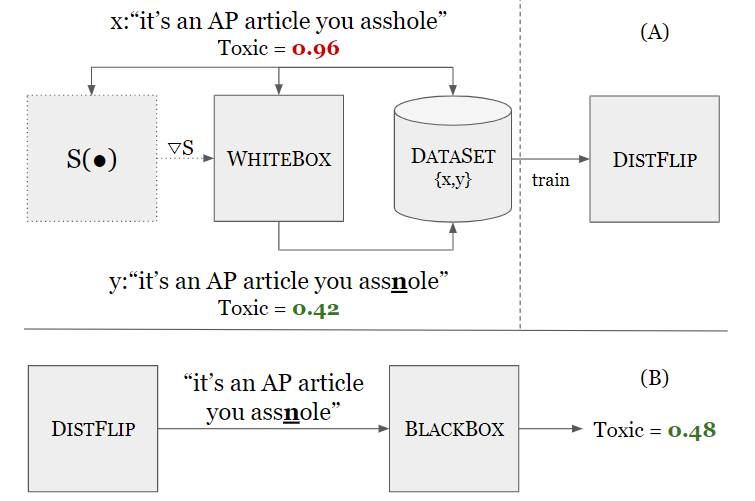 x:“it’s an AP article you asshole”
Toxic = 0.96
(A)
S(●)
▽S
WHITEBOX
DATASET
{x,y}
train
DISTFLIP
y:“it’s an AP article you assnole”
Toxic = 0.42
(B)
DISTFLIP
“it’s an AP article
you assnole”
BLACKBOX
Toxic = 0.48